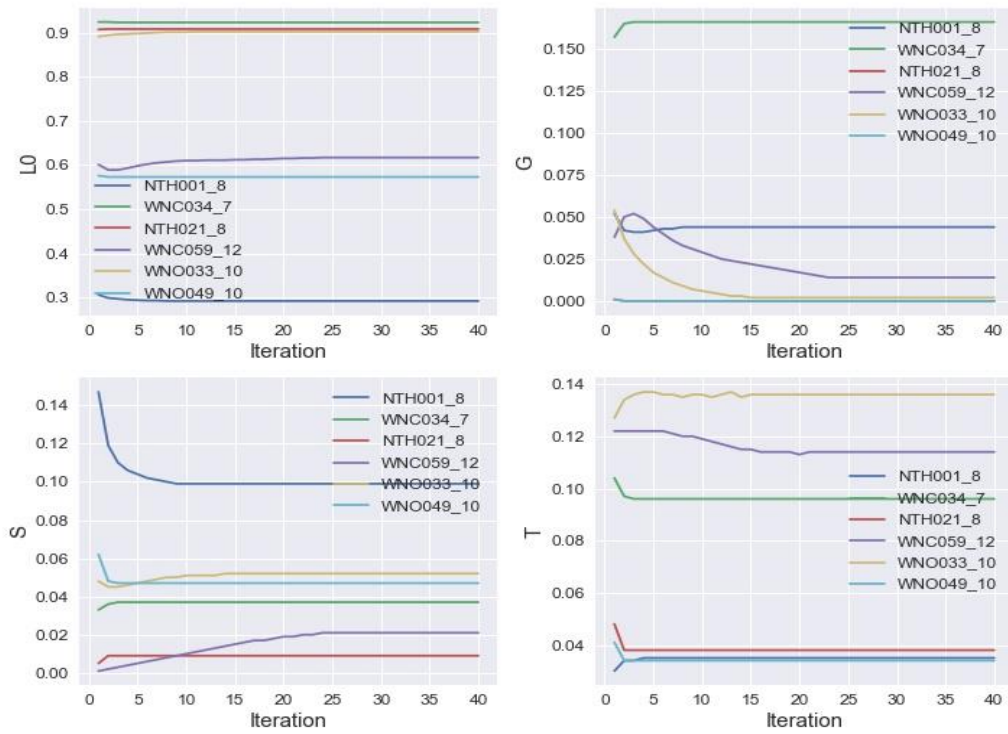 L0
0.9
0.8
0.7
0.6
0.5
0.4
0.3
NTH001_8
WNC034_7
NTH021_8
WNC059_12
WNO033_10
WNO049_10
0 5 10 15 20 25 30 35 40
Iteration
G
0.150
0.125
0.100
0.075
0.050
0.025
0.000
NTH001_8
WNC034_7
NTH021_8
WNC059_12
WNO033_10
WNO049_10
0 5 10 15 20 25 30 35 40
Iteration
S
0.14
0.12
0.10
0.08
0.06
0.04
0.02
0.00
NTH001_8
WNC034_7
NTH021_8
WNC059_12
WNO033_10
WNO049_10
0 5 10 15 20 25 30 35 40
Iteration
T
0.14
0.12
0.10
0.08
0.06
0.04
NTH001_8
WNC034_7
NTH021_8
WNC059_12
WNO033_10
WNO049_10
0 5 10 15 20 25 30 35 40
Iteration